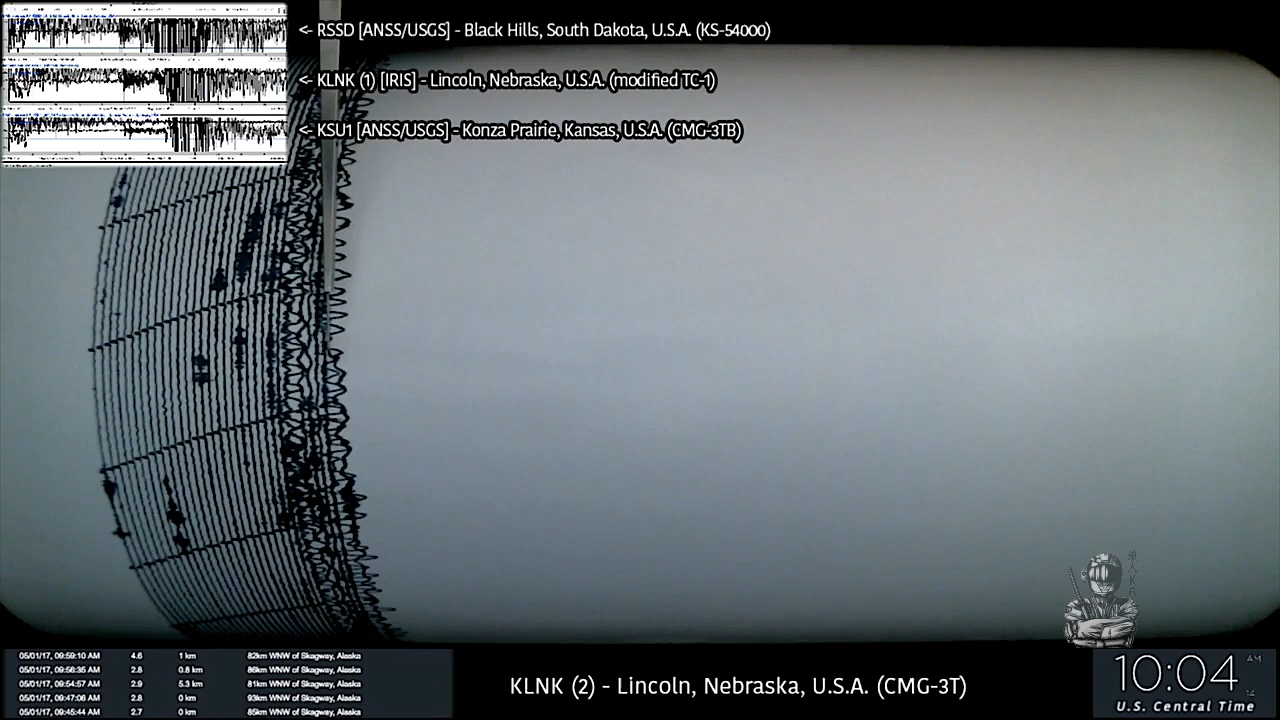 <- RSSD [ANSS/USGS] - Black Hills, South Dakota, U.S.A. (KS-54000)
<- KLNK (1) [IRIS] - Lincoln, Nebraska, U.S.A. (modified TC-1)
<- KSU1 [ANSS/USGS] - Konza Prairie, Kansas, U.S.A. (CMG-3TB)
05/01/17, 09:59:10 AM 4.6 1 km 82km WNW of Skagway, Alaska
05/01/17, 09:56:35 AM 2.8 0.8 km 86km WNW of Skagway, Alaska
05/01/17, 09:54:57 AM 2.9 5.3 km 81km WNW of Skagway, Alaska
05/01/17, 09:47:06 AM 2.8 0 km 93km WNW of Skagway, Alaska
05/01/17, 09:45:44 AM 2.7 0 km 85km WNW of Skagway, Alaska
KLNK (2) - Lincoln, Nebraska, U.S.A. (CMG-3T)
10:04 AM
14
U.S. Central Time